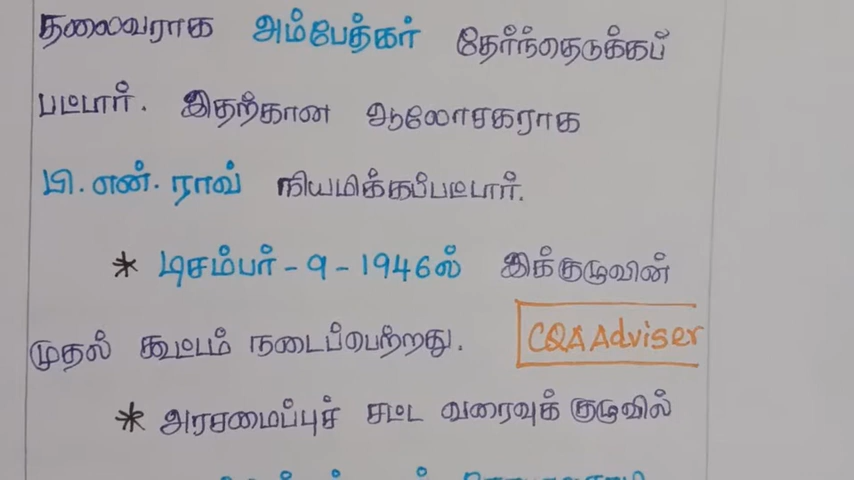 தலைவராக அம்பேத்கர் தேர்ந்தெடுக்கப்
பட்டார். இதற்கான ஆலோசகராக
பி. என். ராவ் நியமிக்கப்பட்டார்.
* டிசம்பர் - 9 - 1946ல் இக்குழுவின்
முதல் கூட்டம் நடைப்பெற்றது. CQA Adviser
* அரசமைப்புச் சட்ட வரைவுக் குழுவில்